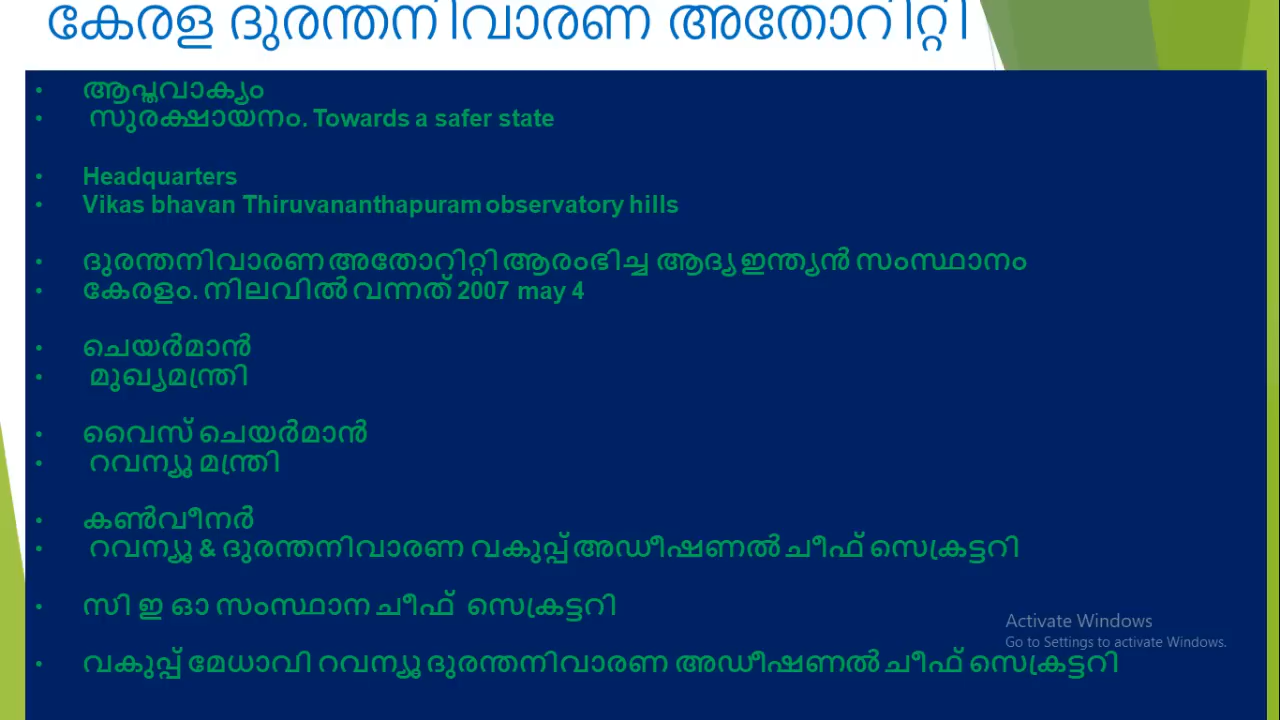 കേരള ദുരന്തനിവാരണ അതോറിറ്റി
• ആപ്തവാക്യം
• സുരക്ഷായനം. Towards a safer state
• Headquarters
• Vikas bhavan Thiruvananthapuram observatory hills
• ദുരന്തനിവാരണ അതോറിറ്റി ആരംഭിച്ച ആദ്യ ഇന്ത്യൻ സംസ്ഥാനം
• കേരളം. നിലവിൽ വന്നത് 2007 may 4
• ചെയർമാൻ
• മുഖ്യമന്ത്രി
• വൈസ് ചെയർമാൻ
• റവന്യൂ മന്ത്രി
• കൺവീനർ
• റവന്യൂ & ദുരന്തനിവാരണ വകുപ്പ് അഡീഷണൽ ചീഫ് സെക്രട്ടറി
• സി ഇ ഓ സംസ്ഥാന ചീഫ് സെക്രട്ടറി
• വകുപ്പ് മേധാവി റവന്യൂ ദുരന്തനിവാരണ അഡീഷണൽ ചീഫ് സെക്രട്ടറി
Activate Windows
Go to Settings to activate Windows.